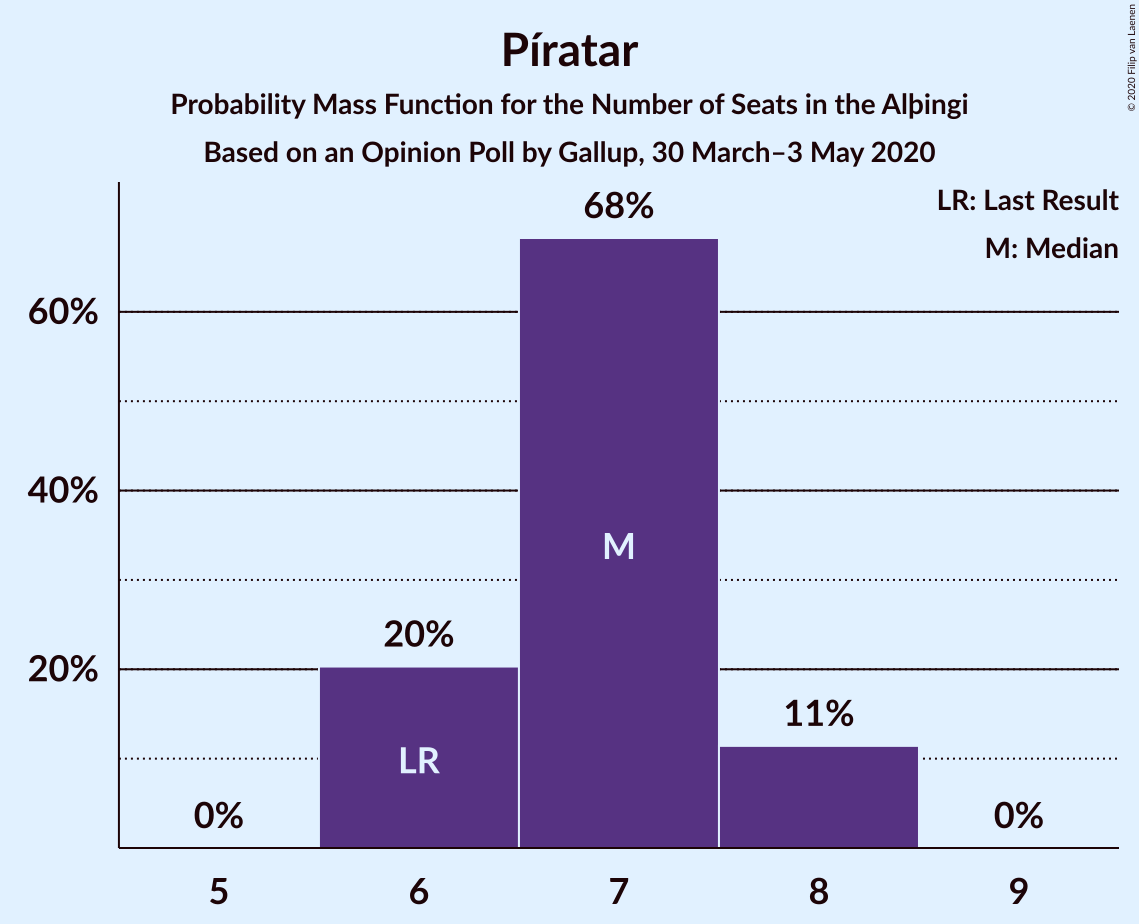 Píratar
Probability Mass Function for the Number of Seats in the Alþingi
Based on an Opinion Poll by Gallup, 30 March–3 May 2020
© 2020 Filip van Laenen
LR: Last Result
M: Median
68%
60%
40%
M
20%
20%
11%
LR
0%
0%
5
6
7
8
9